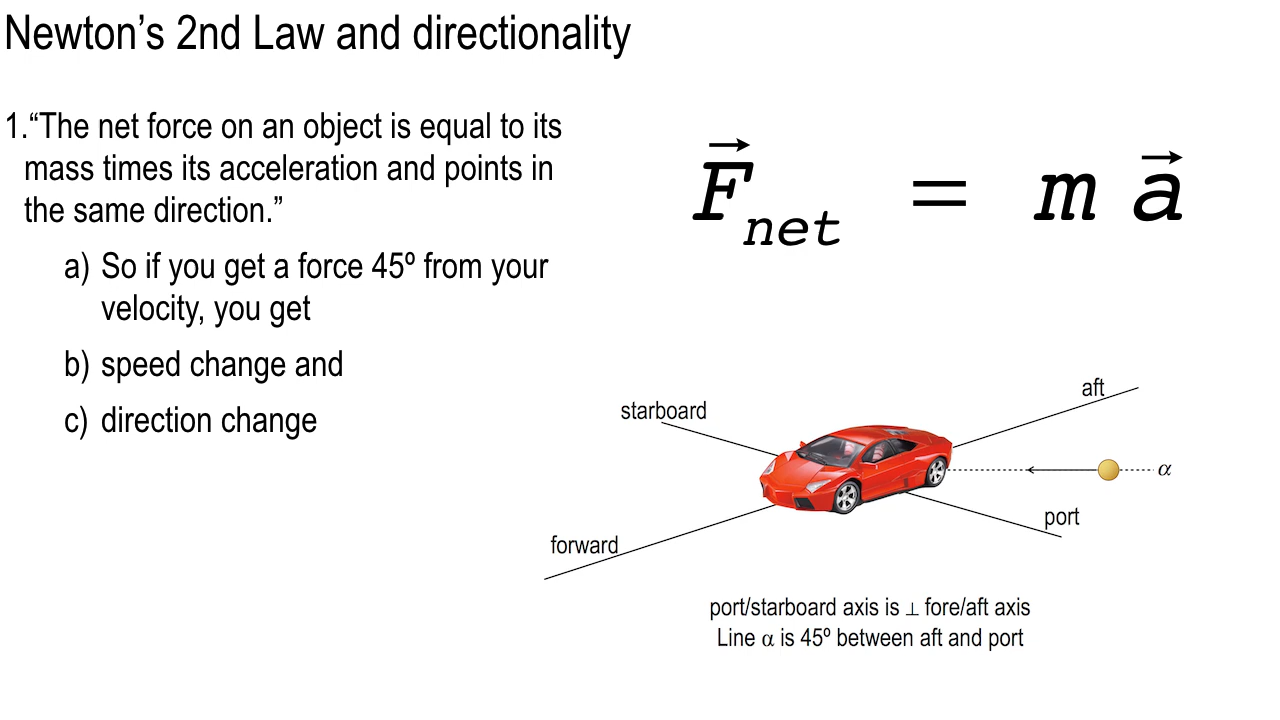 Newton’s 2nd Law and directionality
1.“The net force on an object is equal to its
mass times its acceleration and points in
the same direction.”
a) So if you get a force 45º from your
velocity, you get
b) speed change and
c) direction change
F⃗net = m a⃗
aft
starboard
α
port
forward
port/starboard axis is ⊥ fore/aft axis
Line α is 45º between aft and port